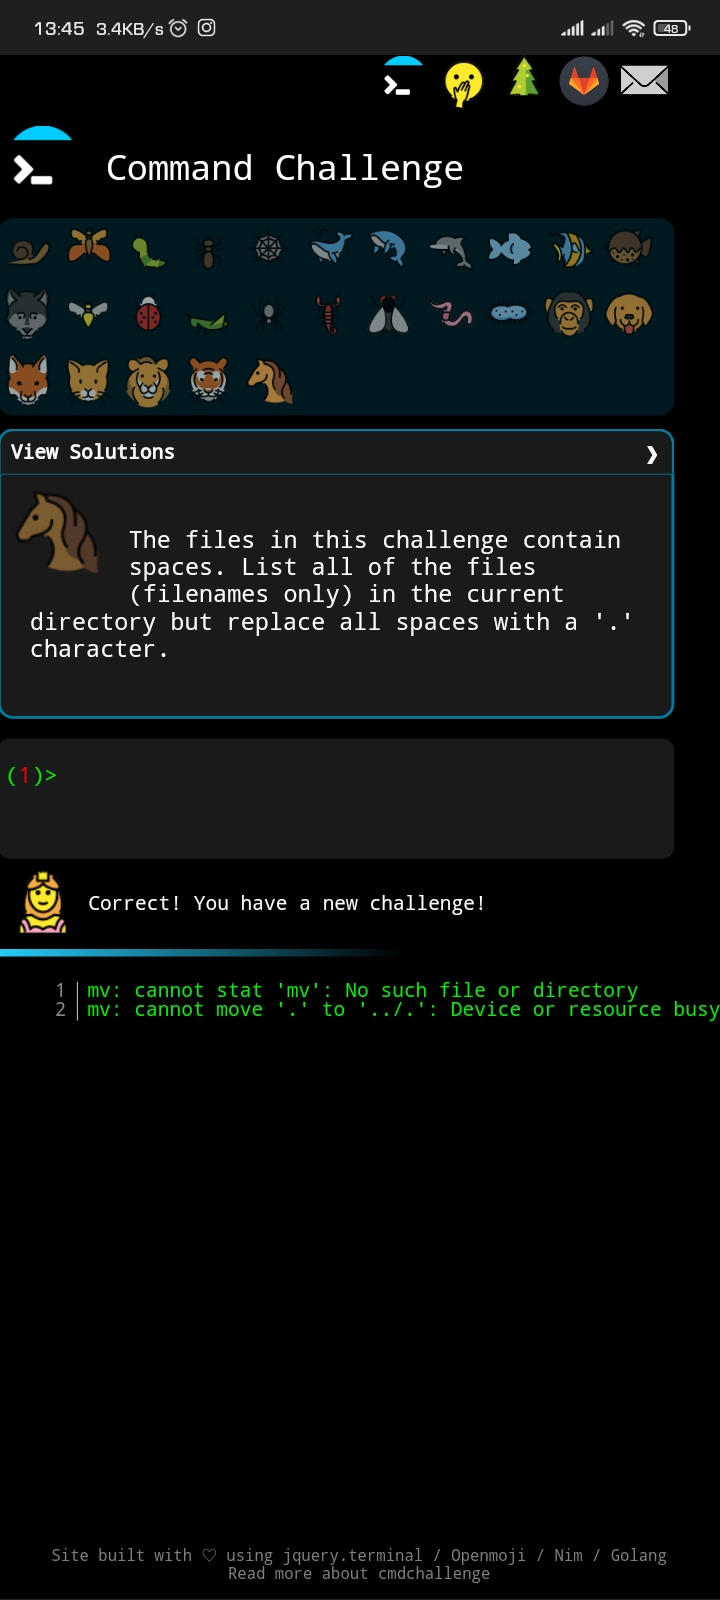 13:45 3.4KB/s 48
Command Challenge
View Solutions ❯
The files in this challenge contain
spaces. List all of the files
(filenames only) in the current
directory but replace all spaces with a '.'
character.
(1)>
Correct! You have a new challenge!
1 mv: cannot stat 'mv': No such file or directory
2 mv: cannot move '.' to '../.': Device or resource busy
Site built with ♡ using jquery.terminal / Openmoji / Nim / Golang
Read more about cmdchallenge